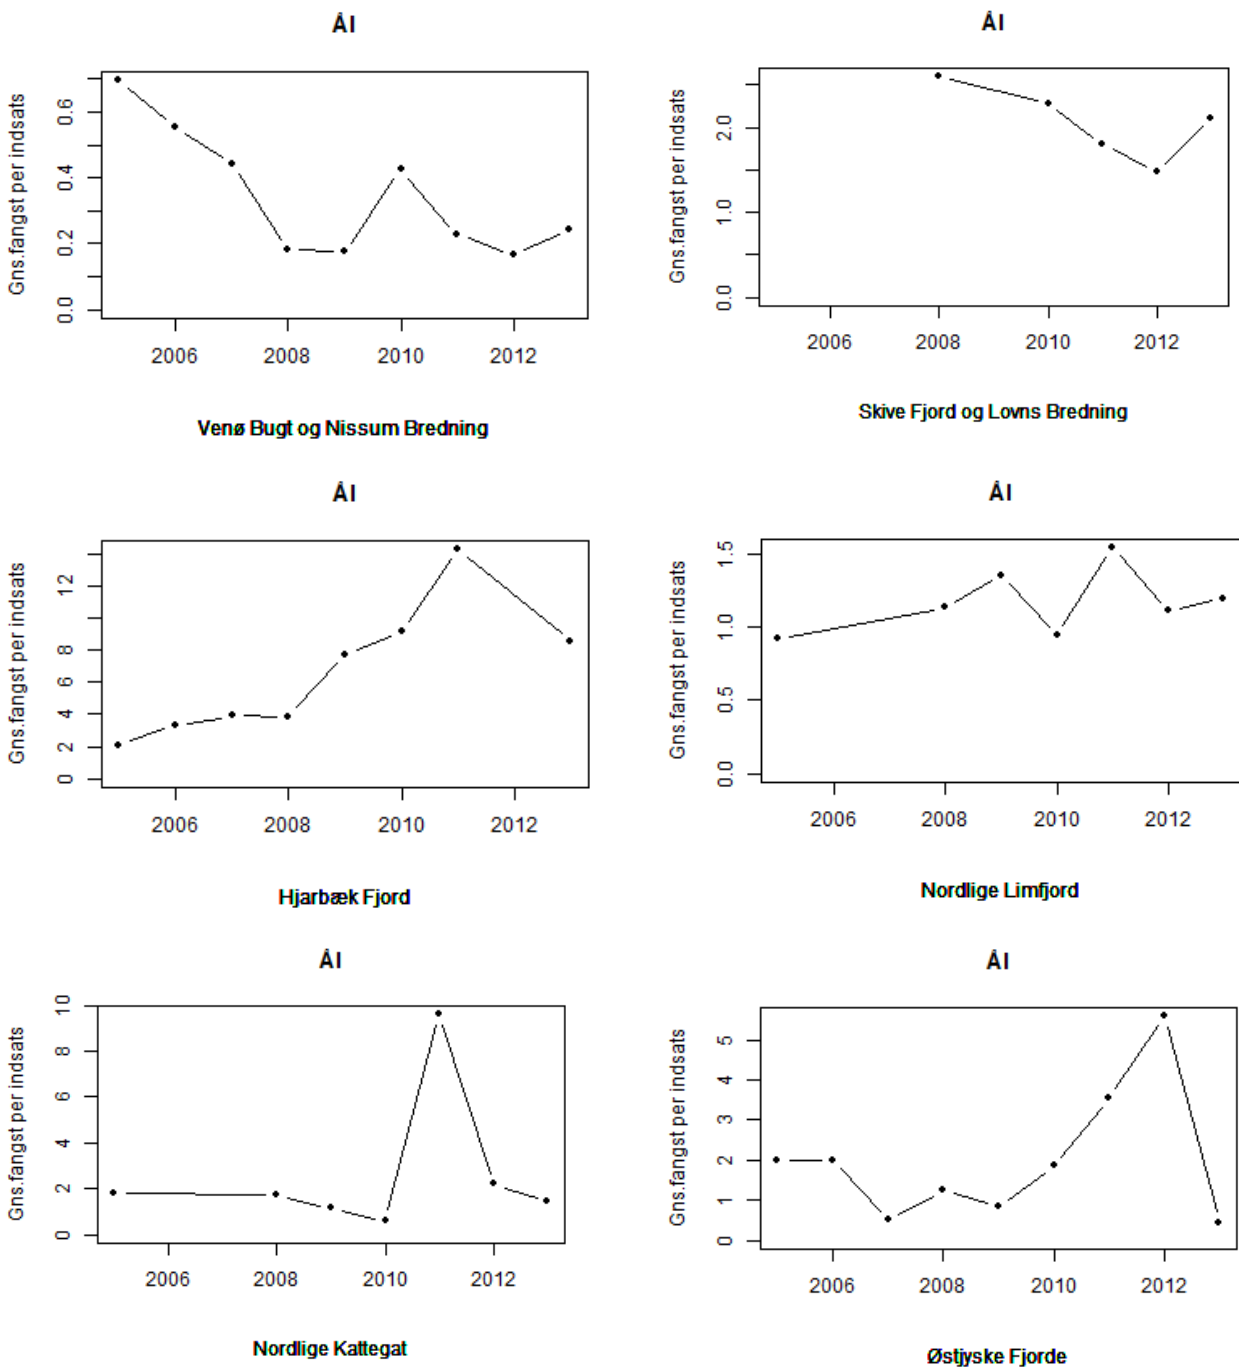 Ål
Gns.fangst per indsats
0.0 0.2 0.4 0.6
2006 2008 2010 2012
Venø Bugt og Nissum Bredning
Ål
Gns.fangst per indsats
0.0 1.0 2.0
2006 2008 2010 2012
Skive Fjord og Lovns Bredning
Ål
Gns.fangst per indsats
0 2 4 6 8 12
2006 2008 2010 2012
Hjarbæk Fjord
Ål
Gns.fangst per indsats
0.0 0.5 1.0 1.5
2006 2008 2010 2012
Nordlige Limfjord
Ål
Gns.fangst per indsats
0 2 4 6 8 10
2006 2008 2010 2012
Nordlige Kattegat
Ål
Gns.fangst per indsats
0 1 2 3 4 5
2006 2008 2010 2012
Østjyske Fjorde